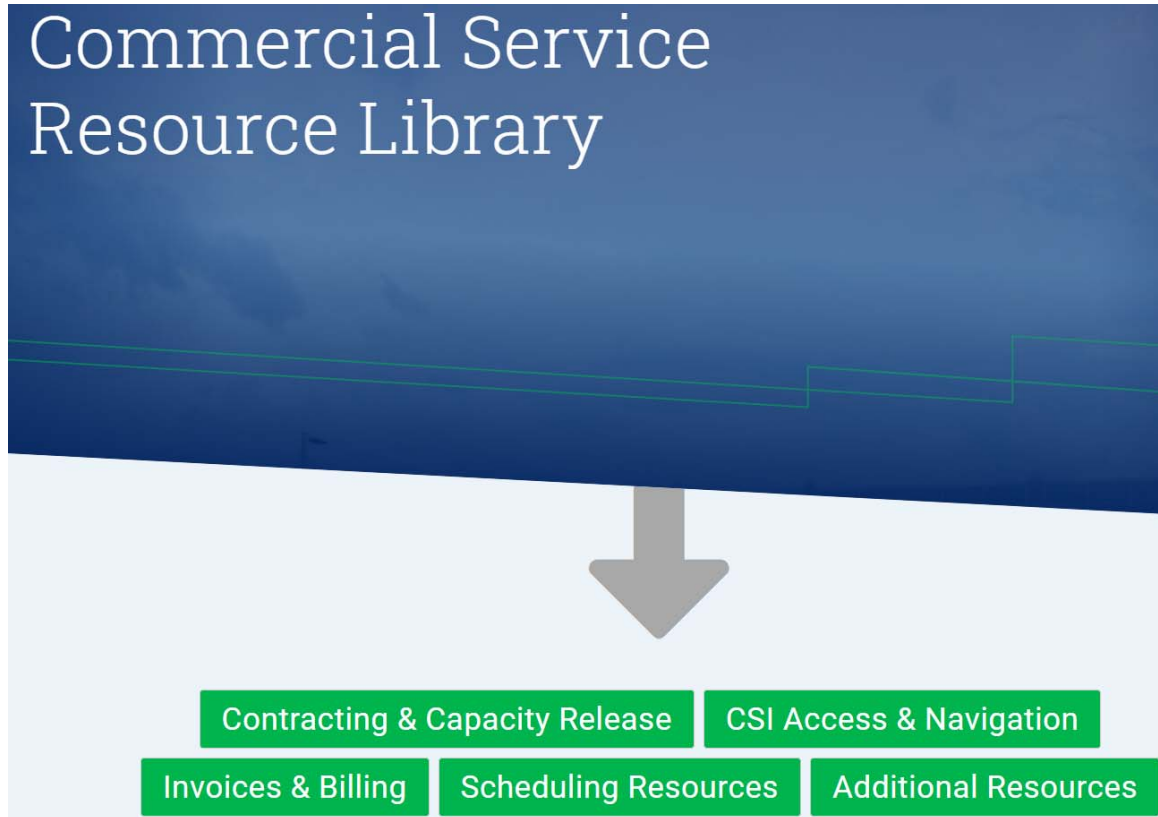 Commercial Service
Resource Library
Contracting & Capacity Release
CSI Access & Navigation
Invoices & Billing
Scheduling Resources
Additional Resources